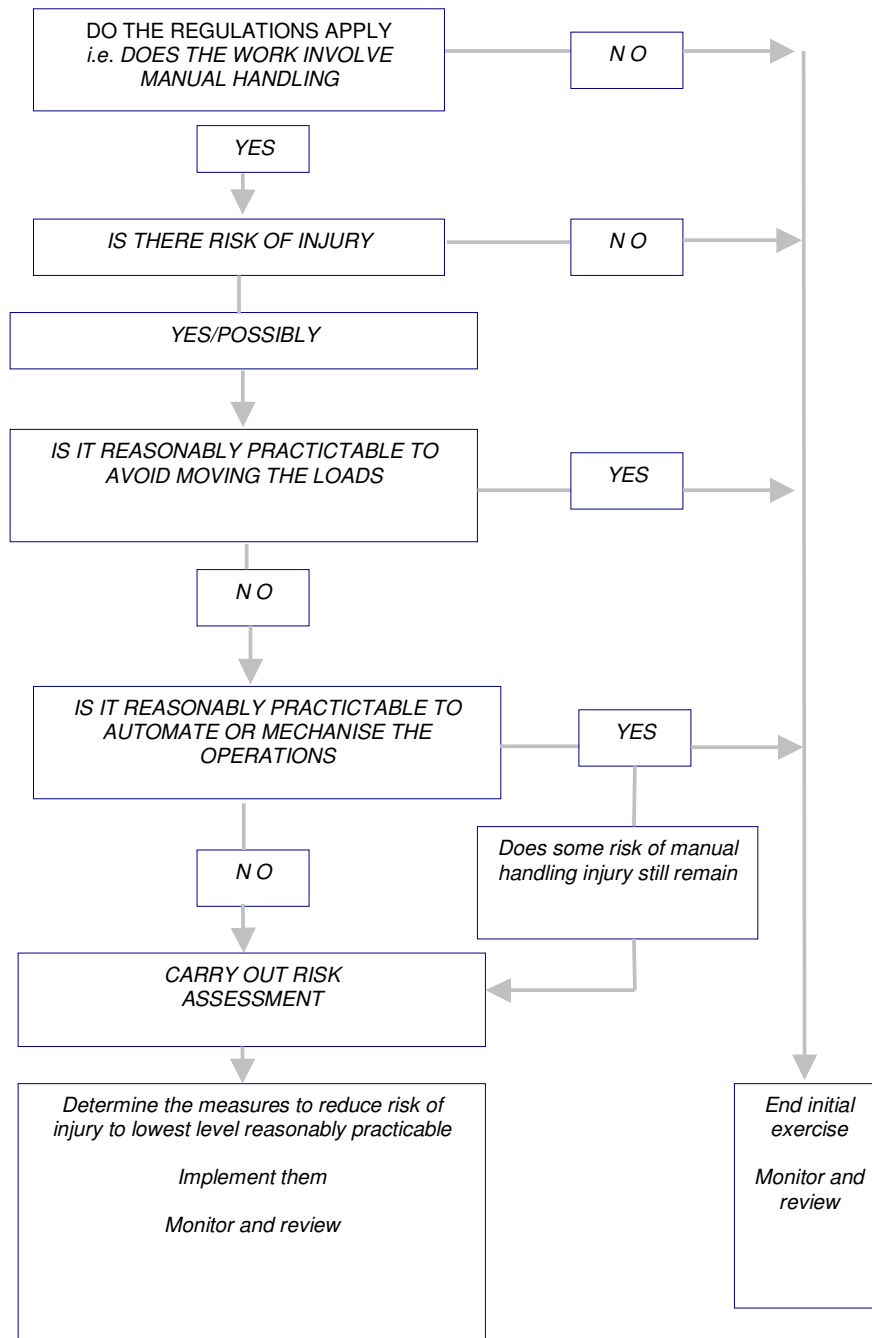 DO THE REGULATIONS APPLY
i.e. DOES THE WORK INVOLVE
MANUAL HANDLING
N O
YES
IS THERE RISK OF INJURY
N O
YES/POSSIBLY
IS IT REASONABLY PRACTICTABLE TO
AVOID MOVING THE LOADS
YES
N O
IS IT REASONABLY PRACTICTABLE TO
AUTOMATE OR MECHANISE THE
OPERATIONS
YES
Does some risk of manual
handling injury still remain
N O
CARRY OUT RISK
ASSESSMENT
Determine the measures to reduce risk of
injury to lowest level reasonably practicable
Implement them
Monitor and review
End initial
exercise
Monitor and
review